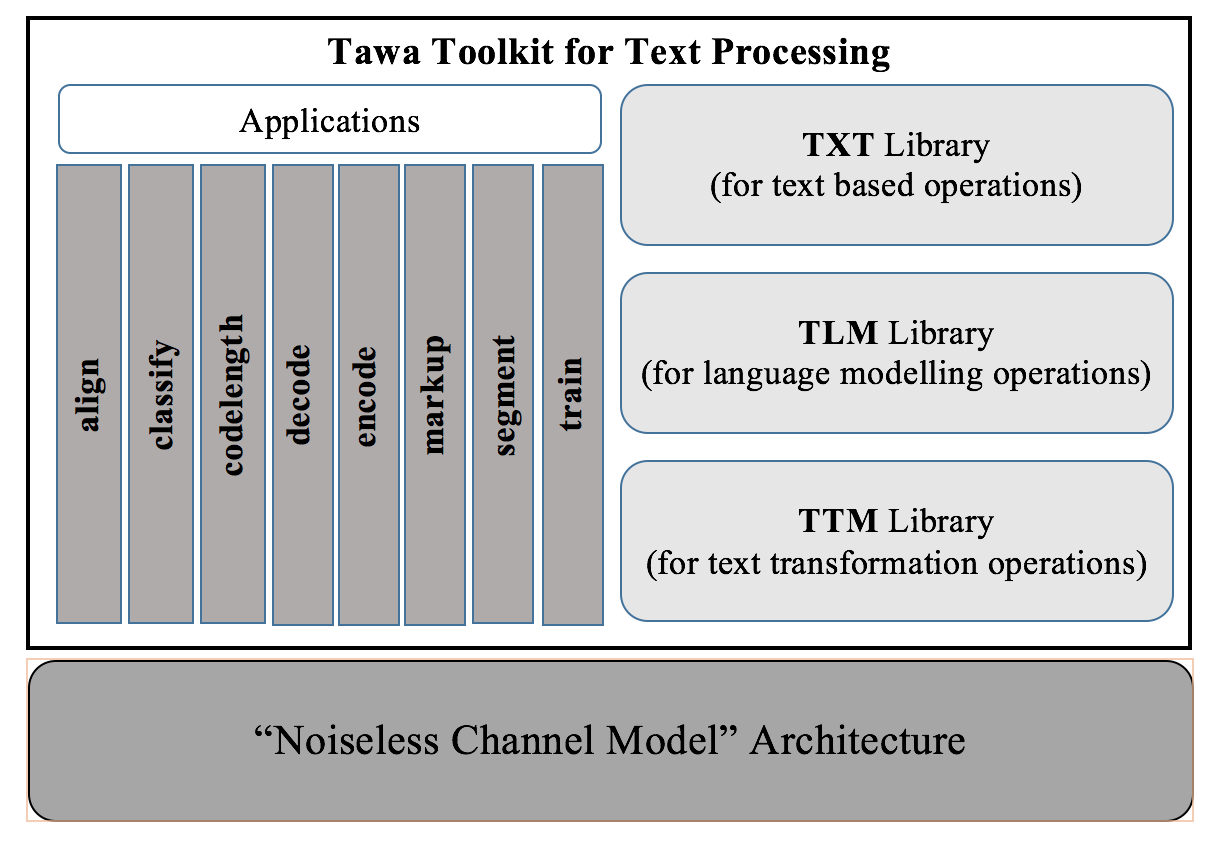 Tawa Toolkit for Text Processing
Applications
align
classify
codelength
decode
encode
markup
segment
train
TXT Library
(for text based operations)
TLM Library
(for language modelling operations)
TTM Library
(for text transformation operations)
“Noiseless Channel Model” Architecture